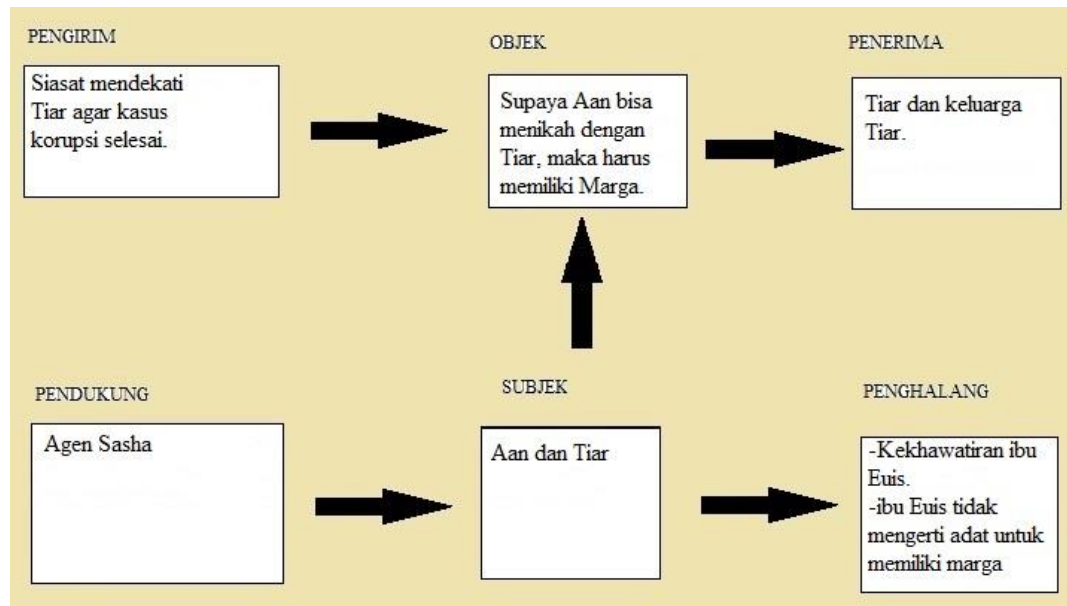 PENGIRIM
Siasat mendekati
Tiar agar kasus
korupsi selesai.
OBJEK
Supaya Aan bisa
menikah dengan
Tiar, maka harus
memiliki Marga.
PENERIMA
Tiar dan keluarga
Tiar.
PENDUKUNG
Agen Sasha
SUBJEK
Aan dan Tiar
PENGHALANG
-Kekhawatiran ibu
Euis.
-ibu Euis tidak
mengerti adat untuk
memiliki marga